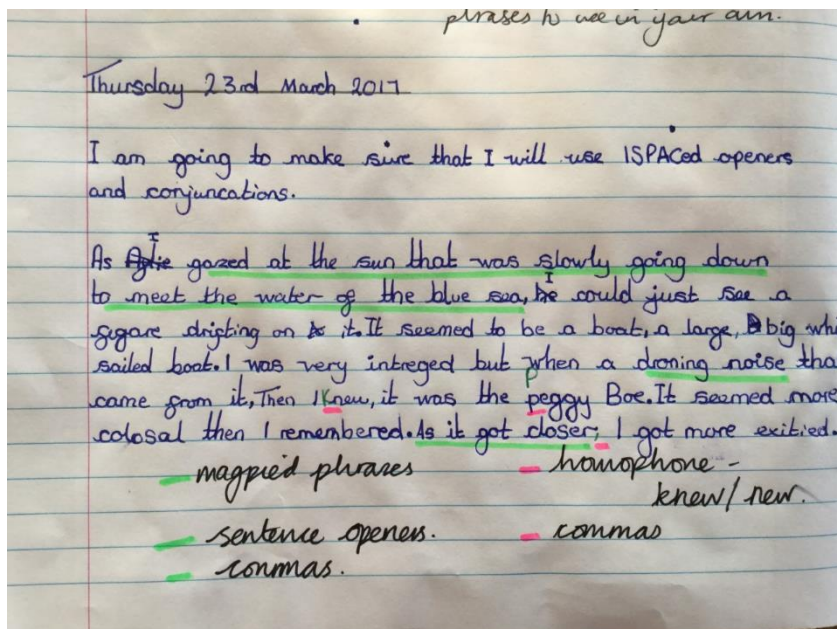 phrases to use in your own.
Thursday 23rd March 2017
I am going to make sure that I will use ISPACed openers
and conjuncations.
As I gazed at the sun that was slowly going down
to meet the water of the blue sea, I could just see a
segare drifting on it. It seemed to be a boat, a large, big whi
sailed boat. I was very intreged but when a droning noise tha
came from it, Then I Knew, it was the peggy Boe. It seemed more
colosal then I remembered. As it got closer, I got more exitied.
magpie'd phrases
homophone -
knew/new.
sentence openers.
commas
commas.